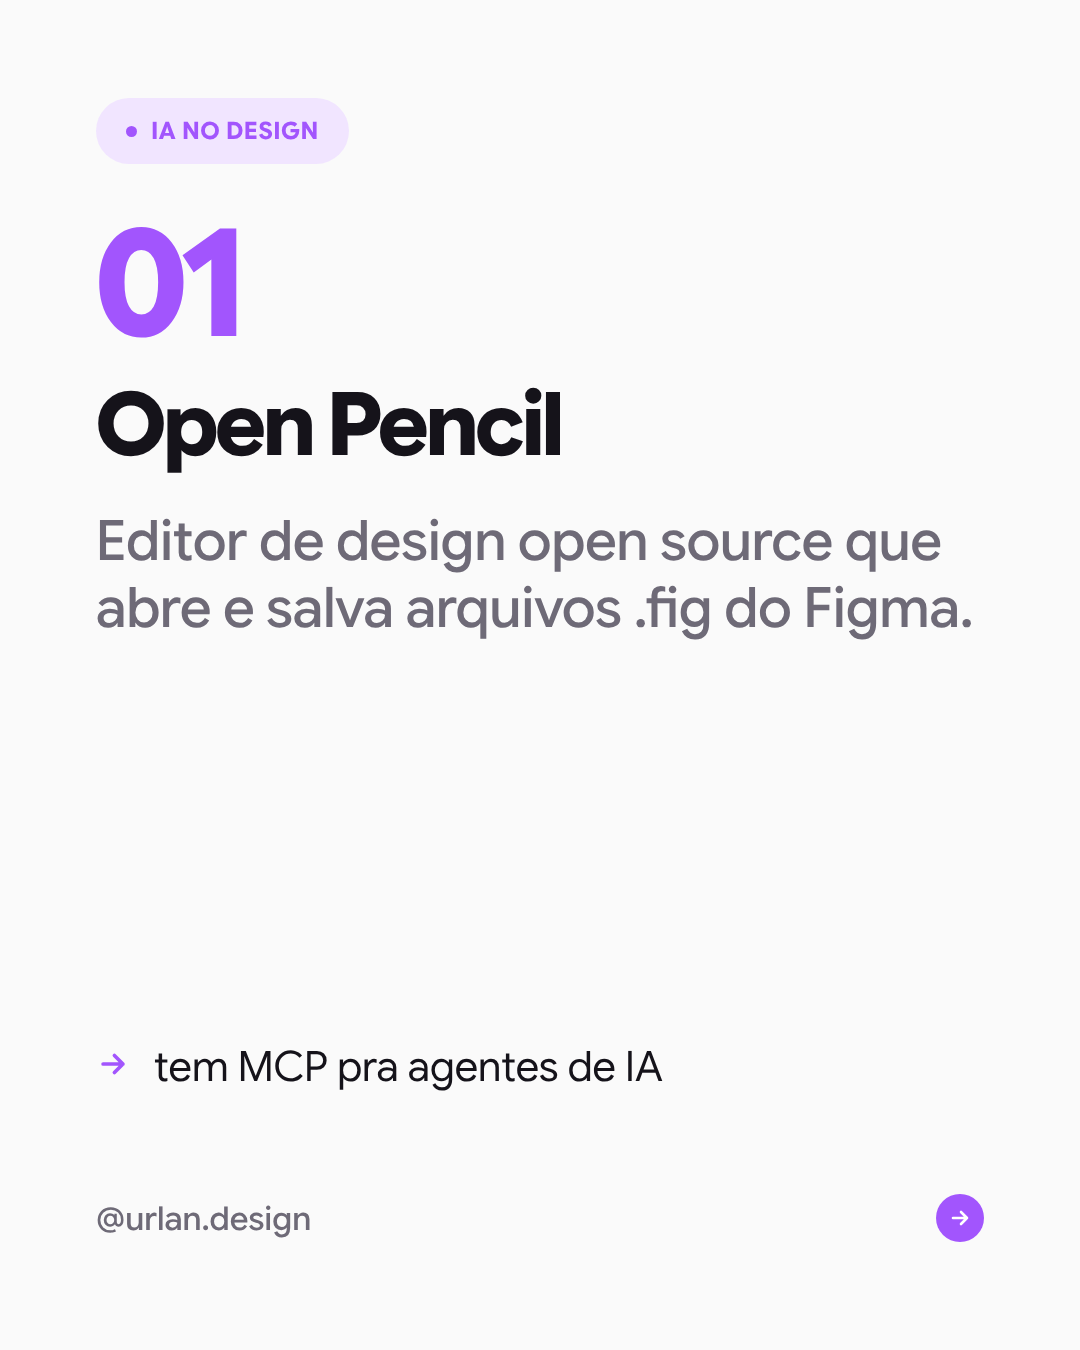 IA NO DESIGN
01
Open Pencil
Editor de design open source que
abre e salva arquivos .fig do Figma.
tem MCP pra agentes de IA
@urlan.design